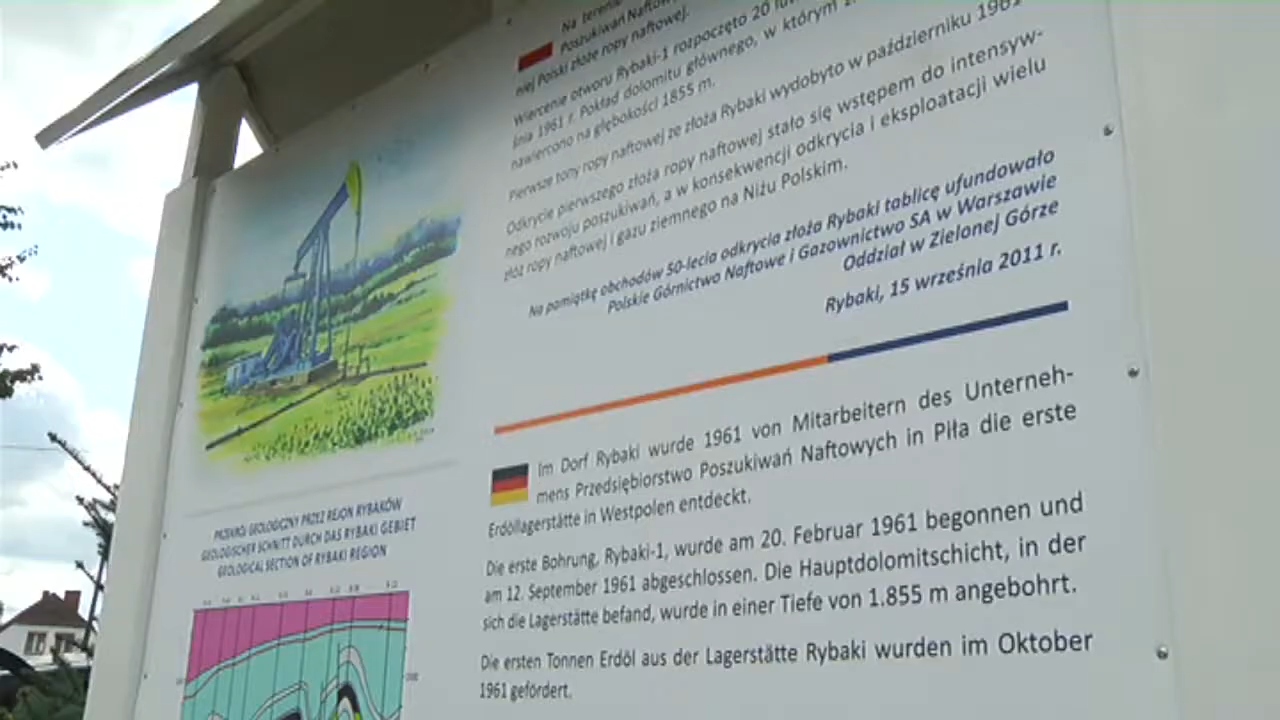 Na terenie
Poszukiwań Naftow
niej Polski złoże ropy naftowej.
Wiercenie otworu Rybaki-1 rozpoczęto 20 lu
śnia 1961 r. Pokład dolomitu głównego, w którym
nawiercono na głębokości 1855 m.
Pierwsze tony ropy naftowej ze złoża Rybaki wydobyto w październiku 1961
Odkrycie pierwszego złoża ropy naftowej stało się wstępem do intensyw-
nego rozwoju poszukiwań, a w konsekwencji odkrycia i eksploatacji wielu
złóż ropy naftowej i gazu ziemnego na Niżu Polskim.
Na pamiątkę obchodów 50-lecia odkrycia złoża Rybaki tablicę ufundowało
Polskie Górnictwo Naftowe i Gazownictwo SA w Warszawie
Oddział w Zielonej Górze
Rybaki, 15 września 2011 r.
Im Dorf Rybaki wurde 1961 von Mitarbeitern des Unterneh-
mens Przedsiębiorstwo Poszukiwań Naftowych in Piła die erste
Erdöllagerstätte in Westpolen entdeckt.
Die erste Bohrung, Rybaki-1, wurde am 20. Februar 1961 begonnen und
am 12. September 1961 abgeschlossen. Die Hauptdolomitschicht, in der
sich die Lagerstätte befand, wurde in einer Tiefe von 1.855 m angebohrt.
Die ersten Tonnen Erdöl aus der Lagerstätte Rybaki wurden im Oktober
1961 gefördert.
PRZEKRÓJ GEOLOGICZNY PRZEZ REJON RYBAKÓW
GEOLOGISCHER SCHNITT DURCH DAS RYBAKI GEBIET
GEOLOGICAL SECTION OF RYBAKI REGION